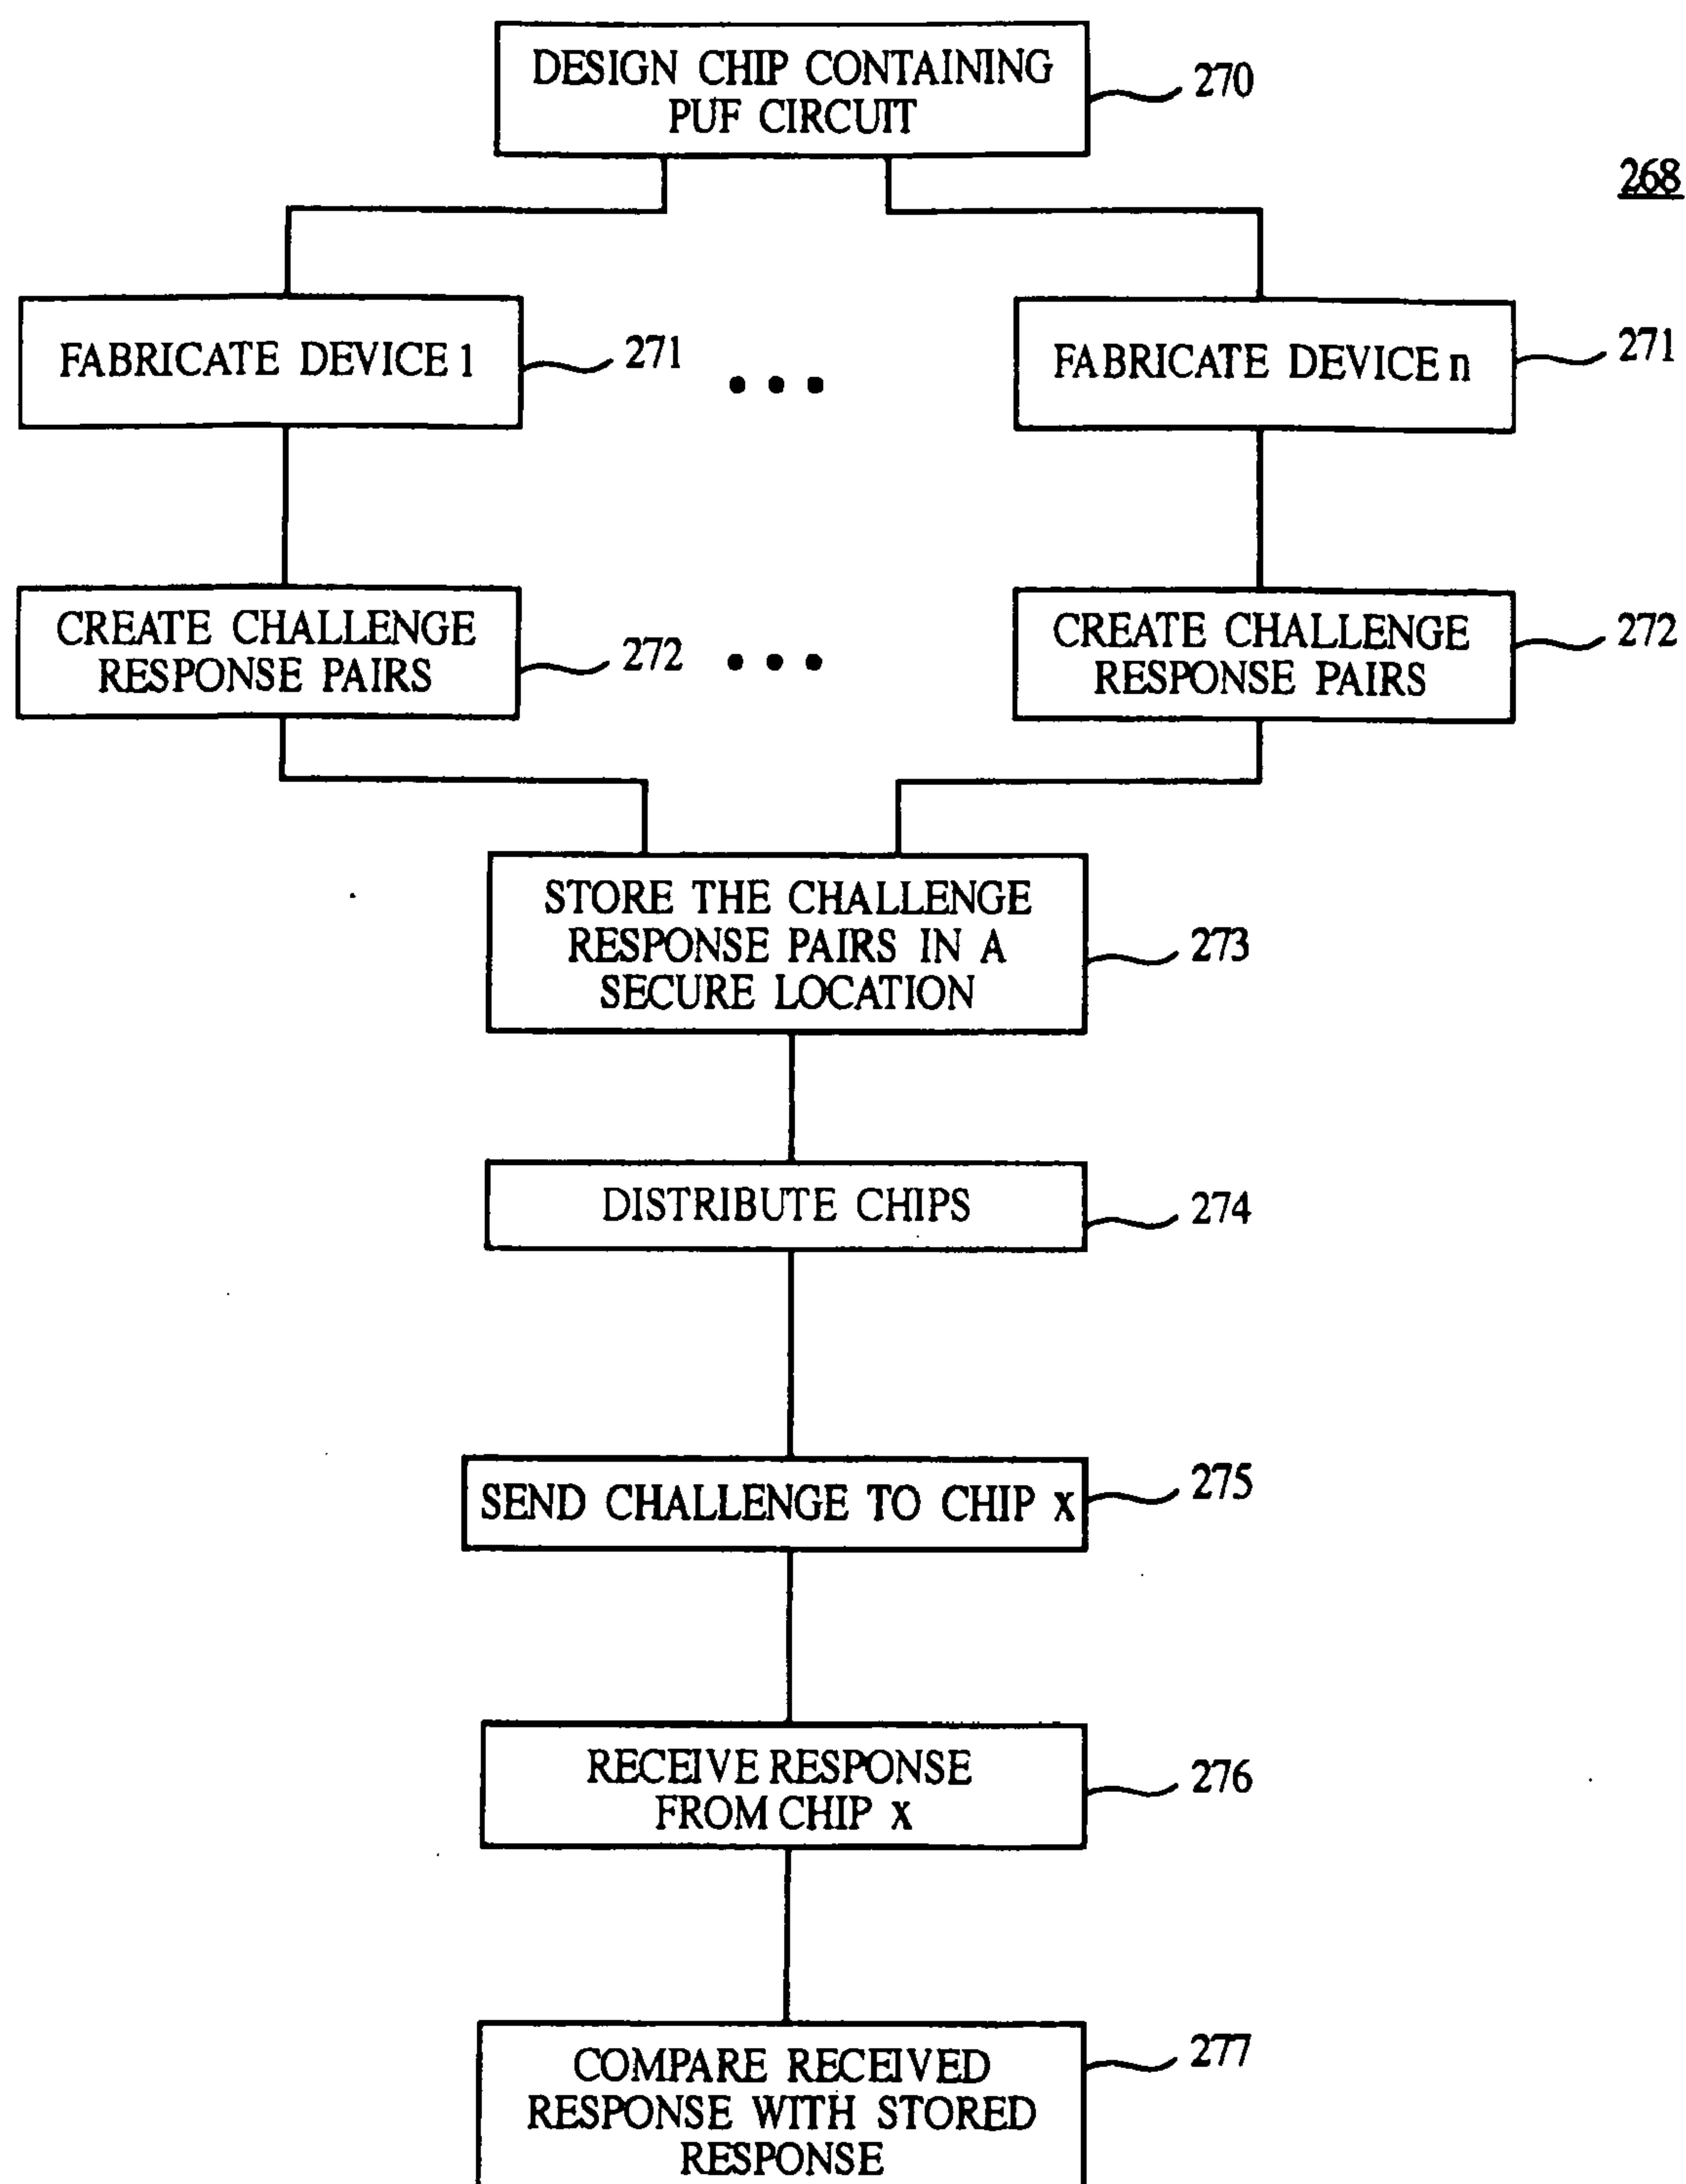 DESIGN CHIP CONTAINING
PUF CIRCUIT
270
268
FABRICATE DEVICE 1
271
• • •
FABRICATE DEVICE n
271
CREATE CHALLENGE
RESPONSE PAIRS
272
• • •
CREATE CHALLENGE
RESPONSE PAIRS
272
STORE THE CHALLENGE
RESPONSE PAIRS IN A
SECURE LOCATION
273
DISTRIBUTE CHIPS
274
SEND CHALLENGE TO CHIP X
275
RECEIVE RESPONSE
FROM CHIP X
276
COMPARE RECEIVED
RESPONSE WITH STORED
RESPONSE
277